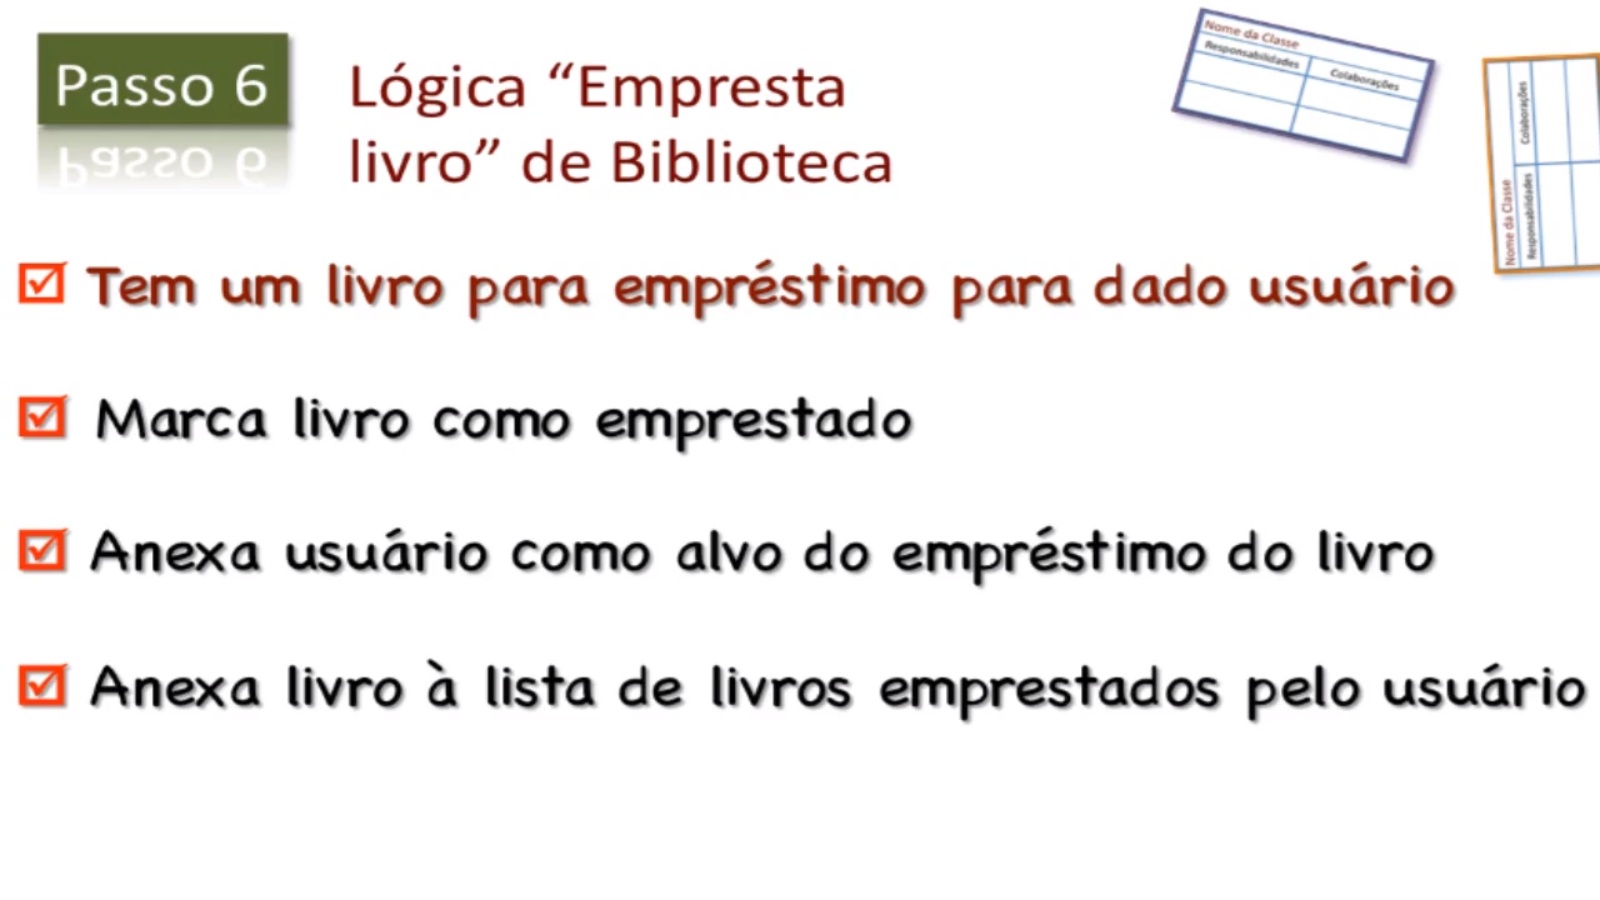 Passo 6
Lógica “Empresta
livro” de Biblioteca
Nome da Classe
Responsabilidades
Colaborações
Nome da Classe
Responsabilidades
Colaborações
Tem um livro para empréstimo para dado usuário
Marca livro como emprestado
Anexa usuário como alvo do empréstimo do livro
Anexa livro à lista de livros emprestados pelo usuário